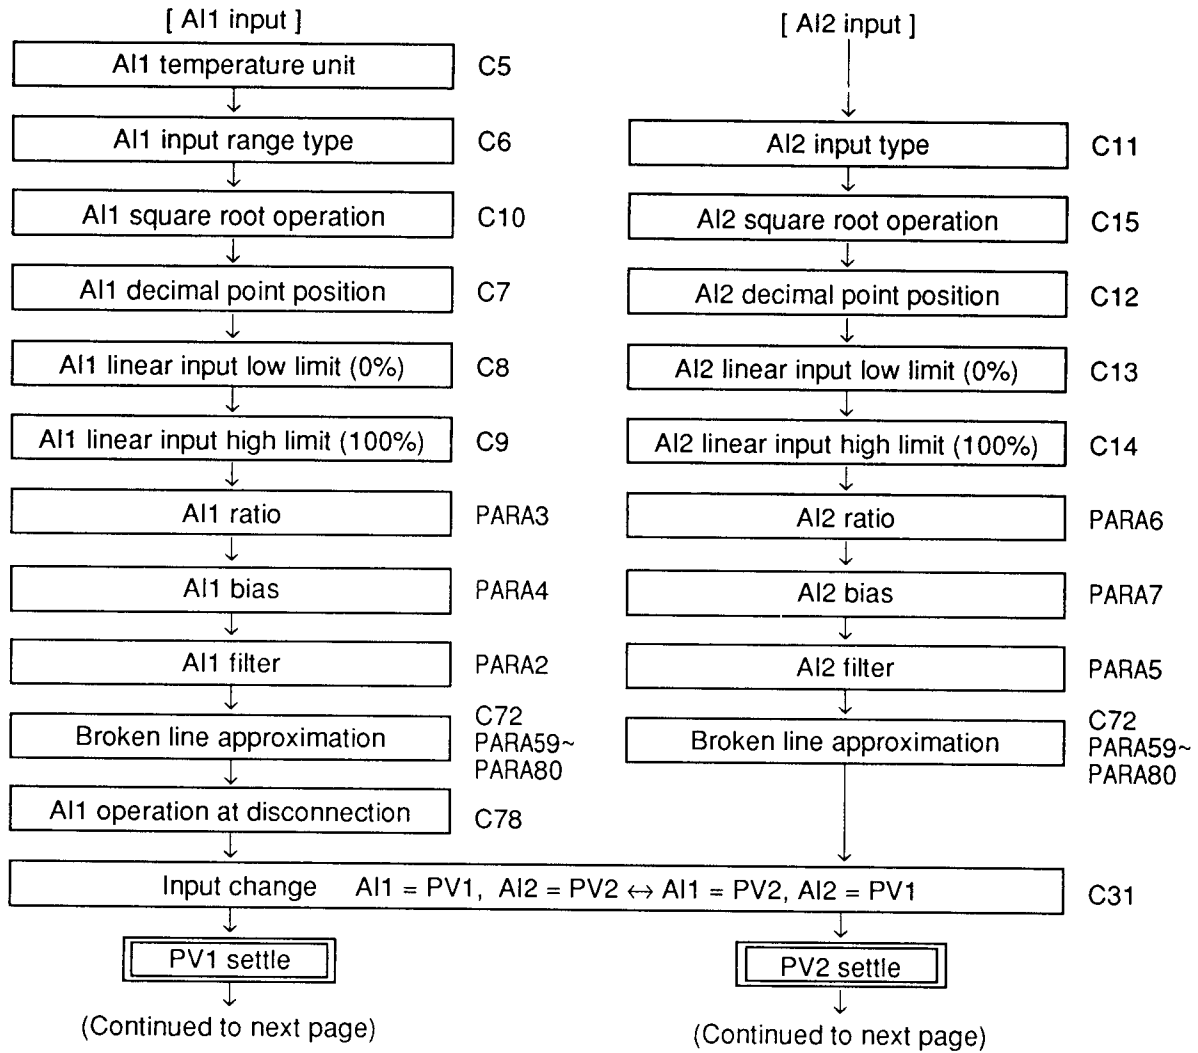 [ AI1 input ]
AI1 temperature unit C5
AI1 input range type C6
AI1 square root operation C10
AI1 decimal point position C7
AI1 linear input low limit (0%) C8
AI1 linear input high limit (100%) C9
AI1 ratio PARA3
AI1 bias PARA4
AI1 filter PARA2
Broken line approximation
C72
PARA59~
PARA80
AI1 operation at disconnection C78
[ AI2 input ]
AI2 input type C11
AI2 square root operation C15
AI2 decimal point position C12
AI2 linear input low limit (0%) C13
AI2 linear input high limit (100%) C14
AI2 ratio PARA6
AI2 bias PARA7
AI2 filter PARA5
Broken line approximation
C72
PARA59~
PARA80
Input change AI1 = PV1, AI2 = PV2 ↔ AI1 = PV2, AI2 = PV1 C31
PV1 settle
(Continued to next page)
PV2 settle
(Continued to next page)